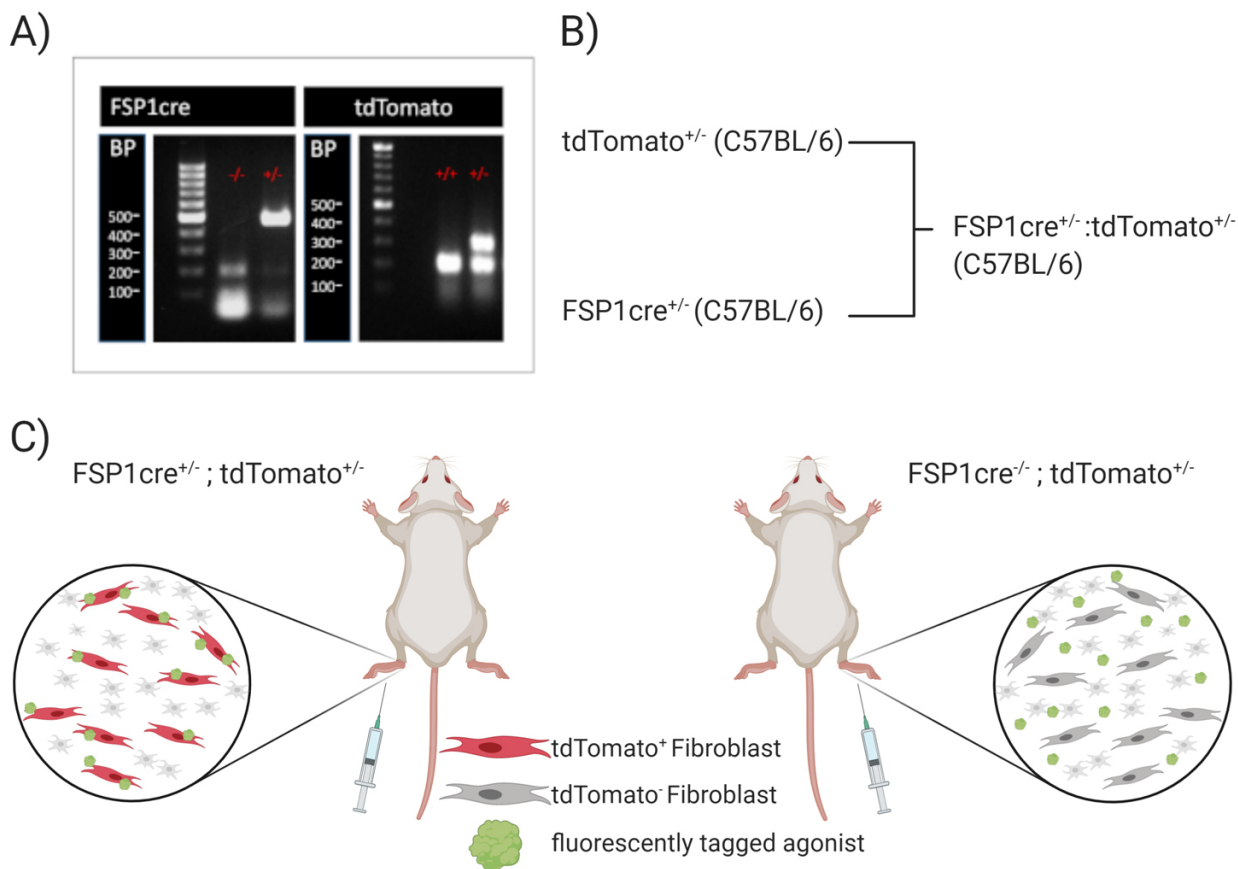 A)
FSP1cre
tdTomato
BP
-/-
+/-
500-
400-
300-
200-
100-
BP
+/+
+/-
500-
400-
300-
200-
100-
B)
tdTomato+/- (C57BL/6)
FSP1cre+/- :tdTomato+/-
(C57BL/6)
FSP1cre+/- (C57BL/6)
C)
FSP1cre+/- ; tdTomato+/-
FSP1cre-/- ; tdTomato+/-
tdTomato+ Fibroblast
tdTomato- Fibroblast
fluorescently tagged agonist